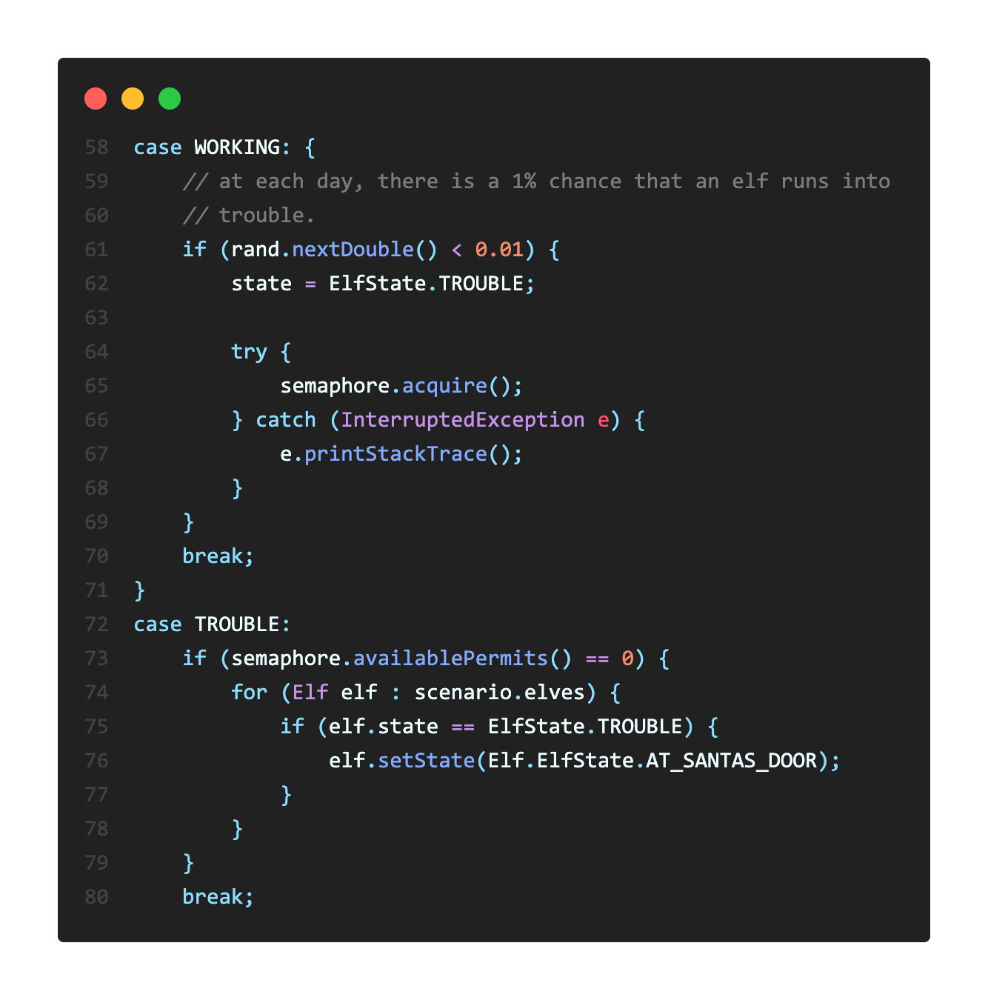 58 case WORKING: {
59     // at each day, there is a 1% chance that an elf runs into
60     // trouble.
61     if (rand.nextDouble() < 0.01) {
62         state = ElfState.TROUBLE;
63
64         try {
65             semaphore.acquire();
66         } catch (InterruptedException e) {
67             e.printStackTrace();
68         }
69     }
70     break;
71 }
72 case TROUBLE:
73     if (semaphore.availablePermits() == 0) {
74         for (Elf elf : scenario.elves) {
75             if (elf.state == ElfState.TROUBLE) {
76                 elf.setState(Elf.ElfState.AT_SANTAS_DOOR);
77             }
78         }
79     }
80     break;